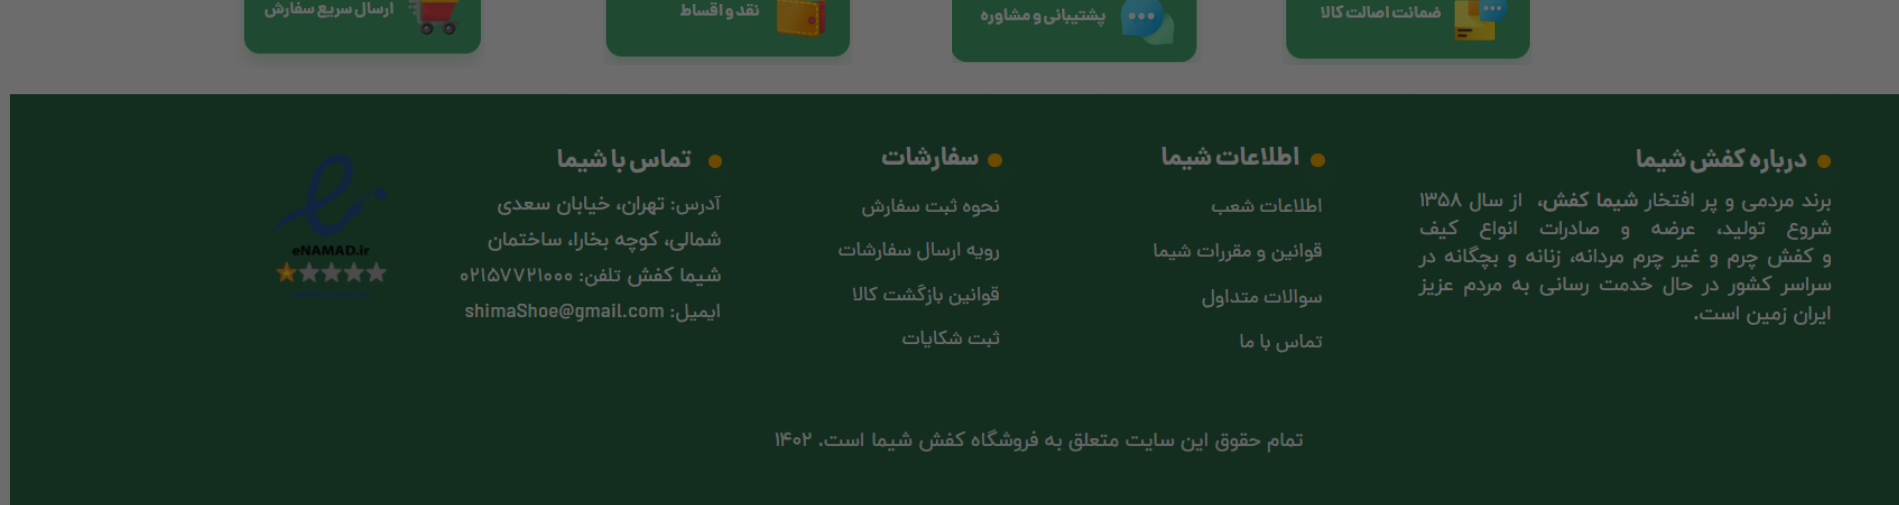 ضمانت اصالت کالا
پشتیبانی و مشاوره
نقد و اقساط
ارسال سریع سفارش
درباره کفش شیما
برند مردمی و پر افتخار شیما کفش، از سال ۱۳۵۸
شروع تولید، عرضه و صادرات انواع کیف
و کفش چرم و غیر چرم مردانه، زنانه و بچگانه در
سراسر کشور در حال خدمت رسانی به مردم عزیز
ایران زمین است.
اطلاعات شیما
اطلاعات شعب
قوانین و مقررات شیما
سوالات متداول
تماس با ما
سفارشات
نحوه ثبت سفارش
رویه ارسال سفارشات
قوانین بازگشت کالا
ثبت شکایات
تماس با شیما
آدرس: تهران، خیابان سعدی
شمالی، کوچه بخارا، ساختمان
شیما کفش تلفن: ۰۲۱۵۷۷۲۱۰۰۰
ایمیل: shimaShoe@gmail.com
eNAMAD.ir
تمام حقوق این سایت متعلق به فروشگاه کفش شیما است. ۱۴۰۲